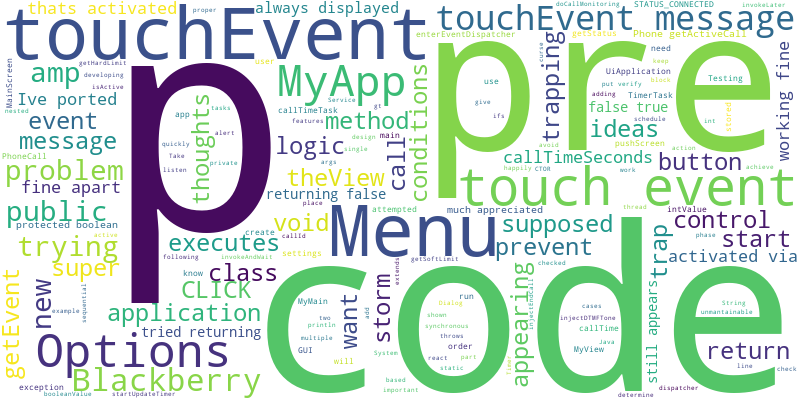 thats activated
proper
always displayed
doCallMonitoring
STATUS_CONNECTED
invokeLater
touchEvent
touchEvent message
enterEventDispatcher
getStatus
Phone getActiveCall
MainScreen
getHardLimit
developing
isActive
amp
MyApp
p
pre
code
user
conditions
use
give
ifs
trapping
curse
need
keep
UiApplication
block
put verify
Testing
adding
TimerTask
stored
working fine
Ive ported
nested
event
message
thoughts
app
tasks
callTimeTask
Service
gt
features
alert
method
design
main
single
false true
schedule
int
ideas
avoid
pushScreen
action
PhoneCall
quickly
Take
listen
private
logic
args
call
callTimeSeconds
button
problem
fine apart
theView
happily
CTOR
work
achieve
returning false
touch event
public
protected boolean
place
attempted
much appreciated
thread
intValue
void
Menu
supposed
control
phase
trying
active
executes
create
callId
know
invokeAndWait
prevent
trap
start
activated via
super
following
class
settings
getSoftLimit
checked
getEvent
new
example
sequential
CLICK
application
tried returning
MyMain
two
println
multiple
GUI
want
add
storm
extends
Dialog
shown
synchronous
run
throws
order
react
part
static
appearing
injectEndCall
cases
injectDTMFTone
callTime
Java
MyView
still appears
String
unmaintainable
return
line
check
Options
Blackberry
exception
booleanValue
startUpdateTimer
will
System
based
important
Timer
determine
dispatcher